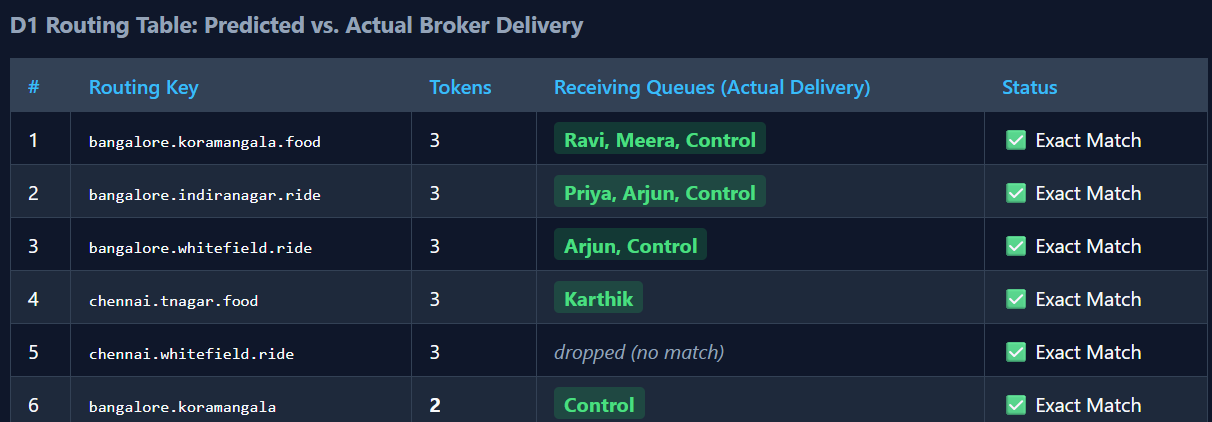 D1 Routing Table: Predicted vs. Actual Broker Delivery
# Routing Key Tokens Receiving Queues (Actual Delivery) Status
1 bangalore.koramangala.food 3 Ravi, Meera, Control ✅ Exact Match
2 bangalore.indiranagar.ride 3 Priya, Arjun, Control ✅ Exact Match
3 bangalore.whitefield.ride 3 Arjun, Control ✅ Exact Match
4 chennai.tnagar.food 3 Karthik ✅ Exact Match
5 chennai.whitefield.ride 3 dropped (no match) ✅ Exact Match
6 bangalore.koramangala 2 Control ✅ Exact Match